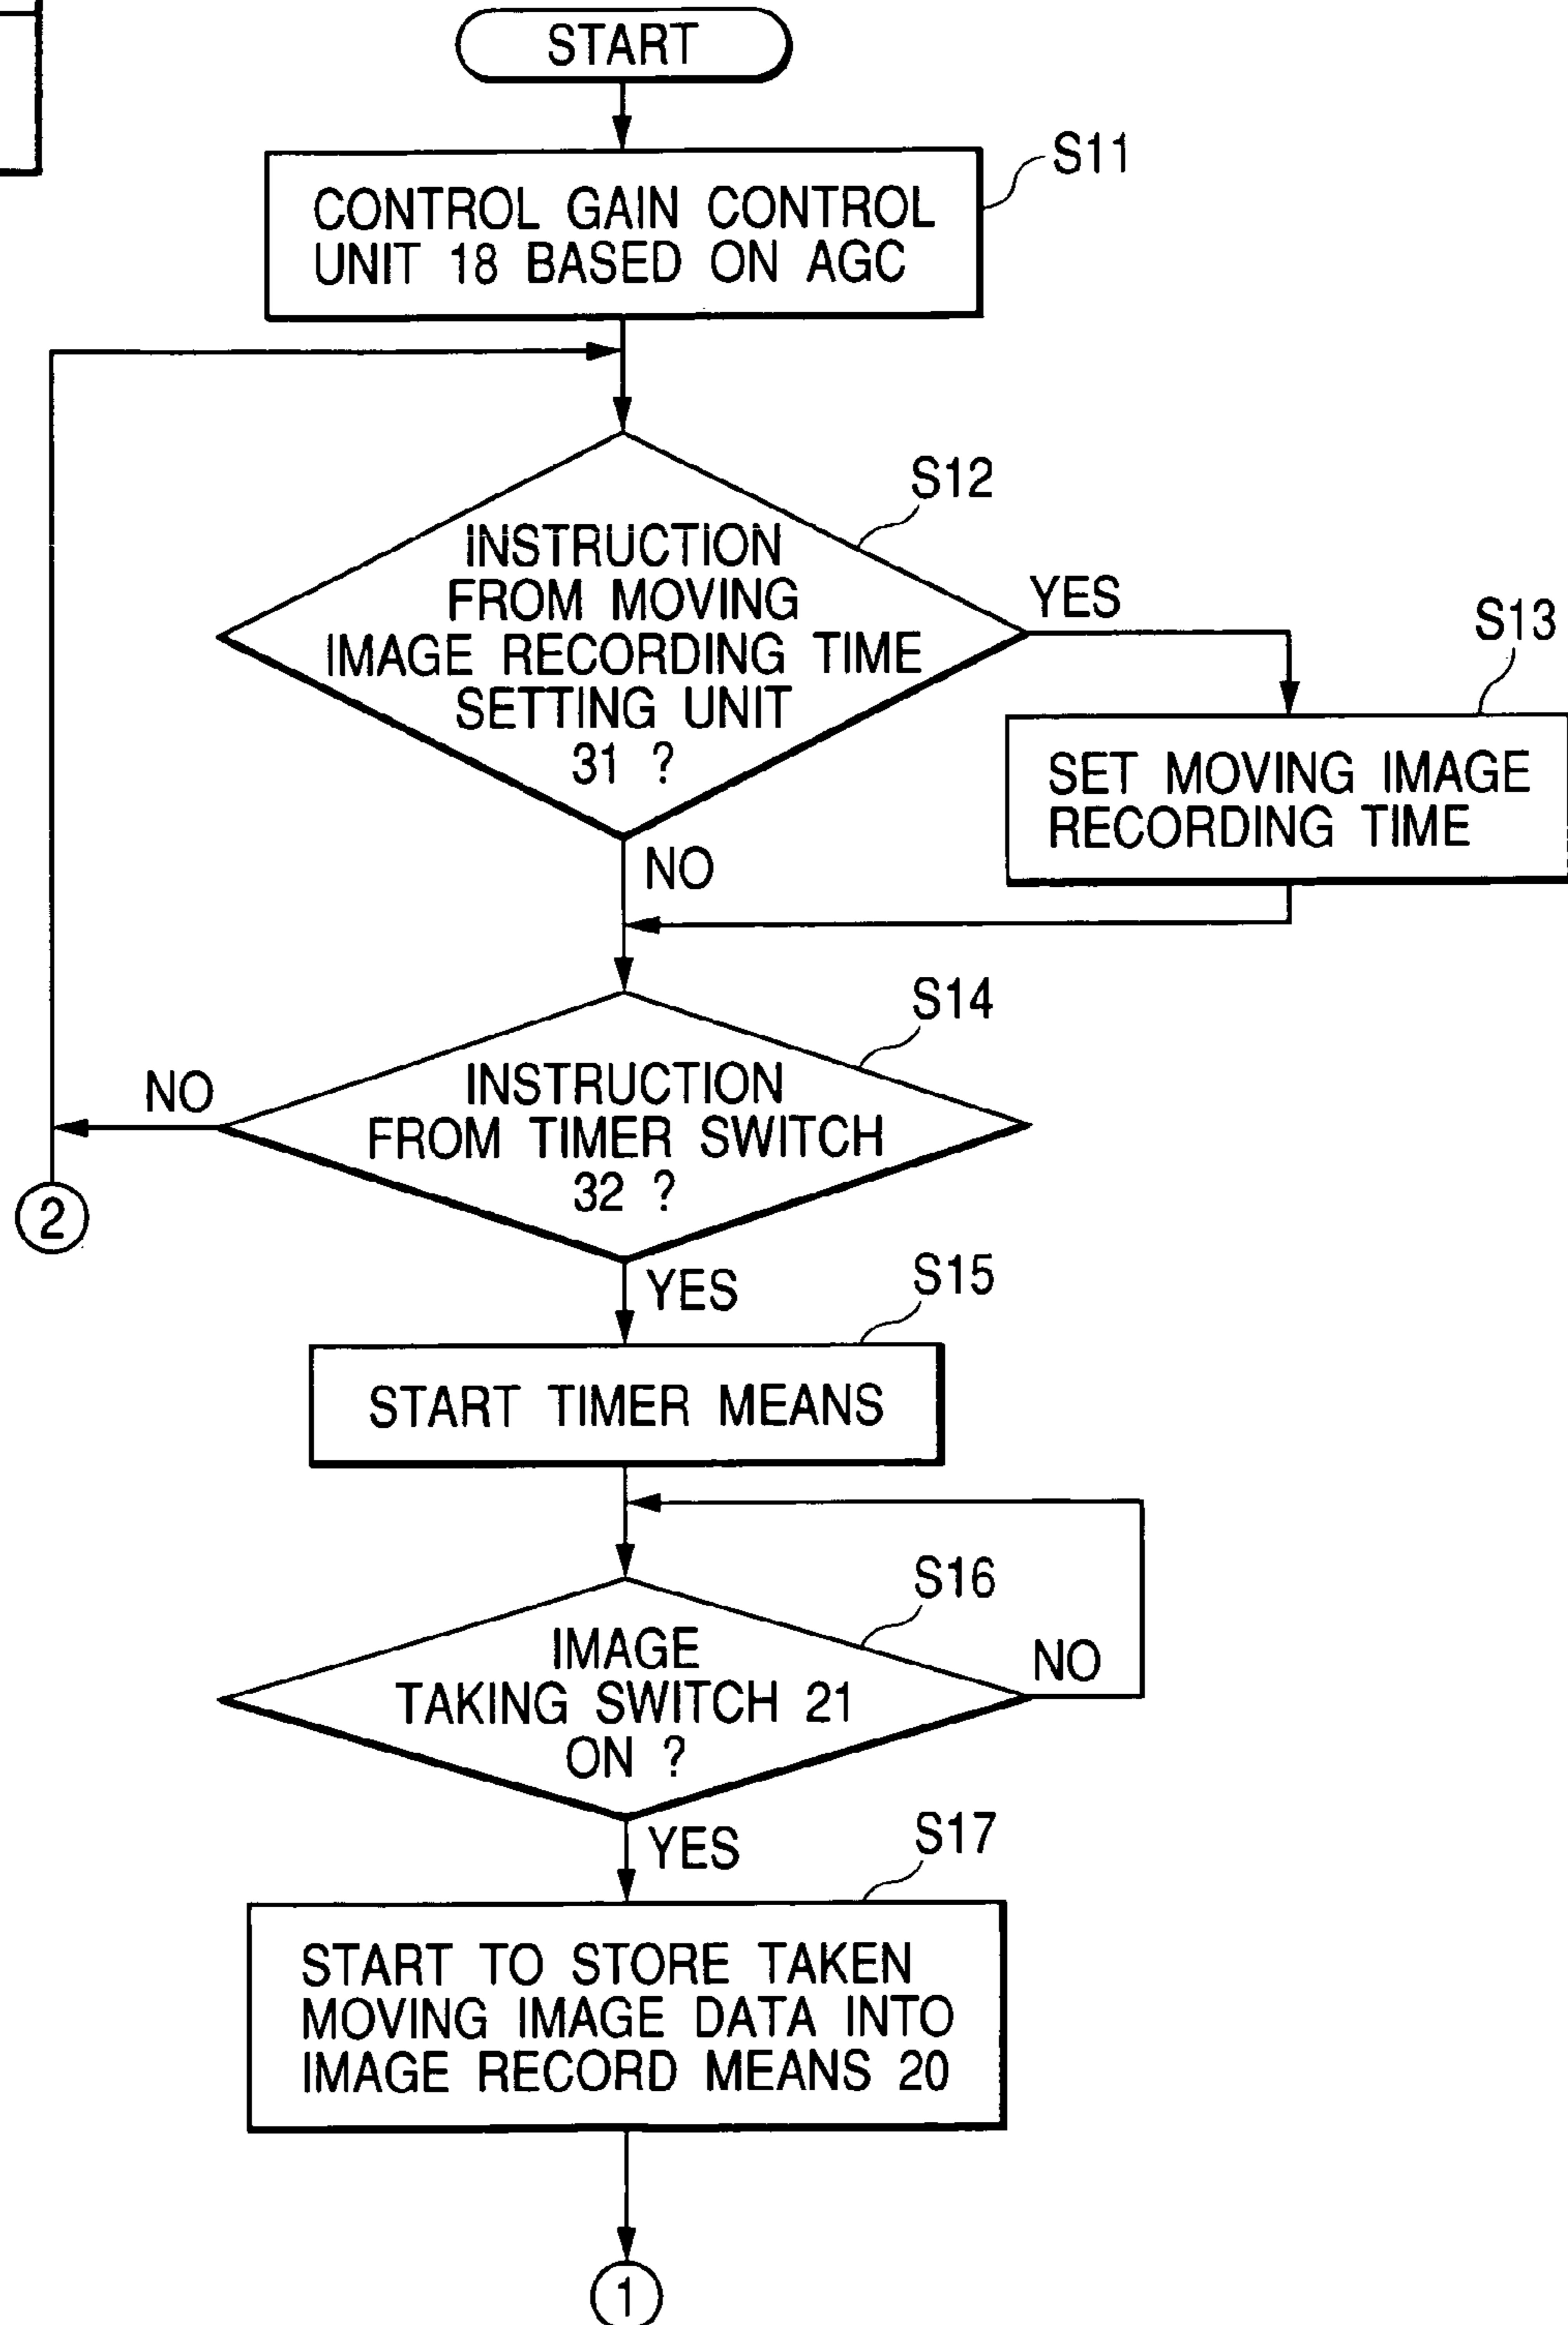 START
S11
CONTROL GAIN CONTROL
UNIT 18 BASED ON AGC
S12
INSTRUCTION
FROM MOVING
IMAGE RECORDING TIME
SETTING UNIT
31 ?
YES
S13
SET MOVING IMAGE
RECORDING TIME
NO
S14
INSTRUCTION
FROM TIMER SWITCH
32 ?
NO
2
YES
S15
START TIMER MEANS
S16
IMAGE
TAKING SWITCH 21
ON ?
NO
YES
S17
START TO STORE TAKEN
MOVING IMAGE DATA INTO
IMAGE RECORD MEANS 20
1